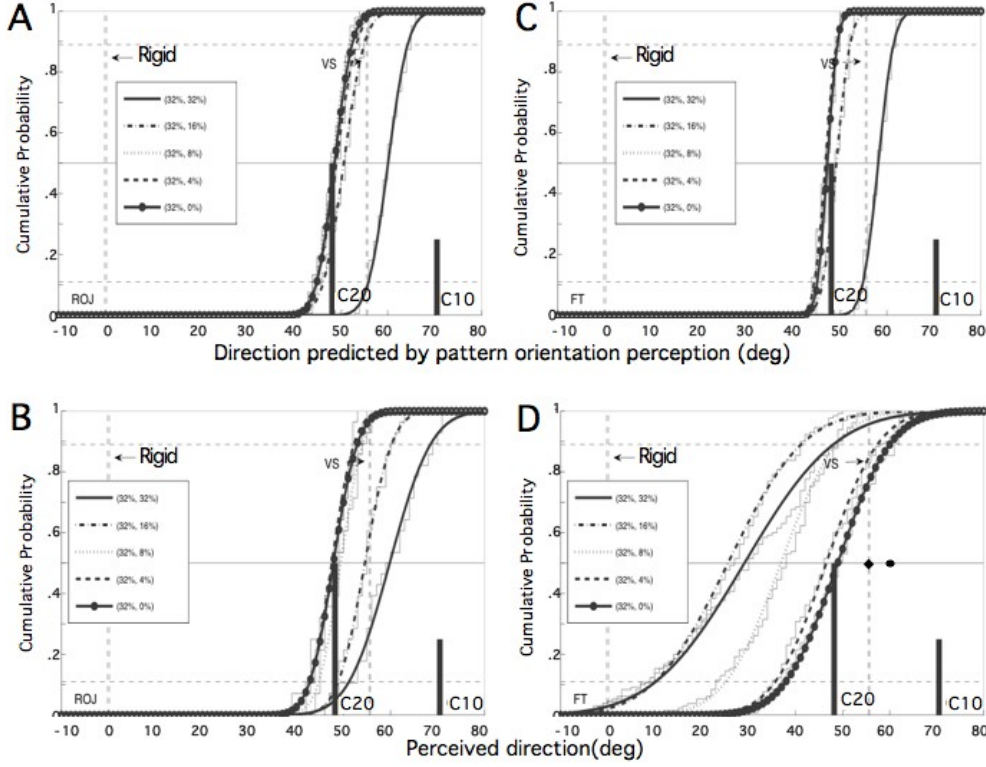 A
Cumulative Probability
1
.8
.6
.4
.2
0
Rigid
VS
(32%, 32%)
(32%, 16%)
(32%, 8%)
(32%, 4%)
(32%, 0%)
C20
C10
ROJ
-10 0 10 20 30 40 50 60 70 80
C
Cumulative Probability
1
.8
.6
.4
.2
0
Rigid
VS
(32%, 32%)
(32%, 16%)
(32%, 8%)
(32%, 4%)
(32%, 0%)
C20
C10
FT
-10 0 10 20 30 40 50 60 70 80
Direction predicted by pattern orientation perception (deg)
B
Cumulative Probability
1
.8
.6
.4
.2
0
Rigid
VS
(32%, 32%)
(32%, 16%)
(32%, 8%)
(32%, 4%)
(32%, 0%)
C20
C10
ROJ
-10 0 10 20 30 40 50 60 70 80
D
Cumulative Probability
1
.8
.6
.4
.2
0
Rigid
VS
(32%, 32%)
(32%, 16%)
(32%, 8%)
(32%, 4%)
(32%, 0%)
C20
C10
FT
-10 0 10 20 30 40 50 60 70 80
Perceived direction(deg)